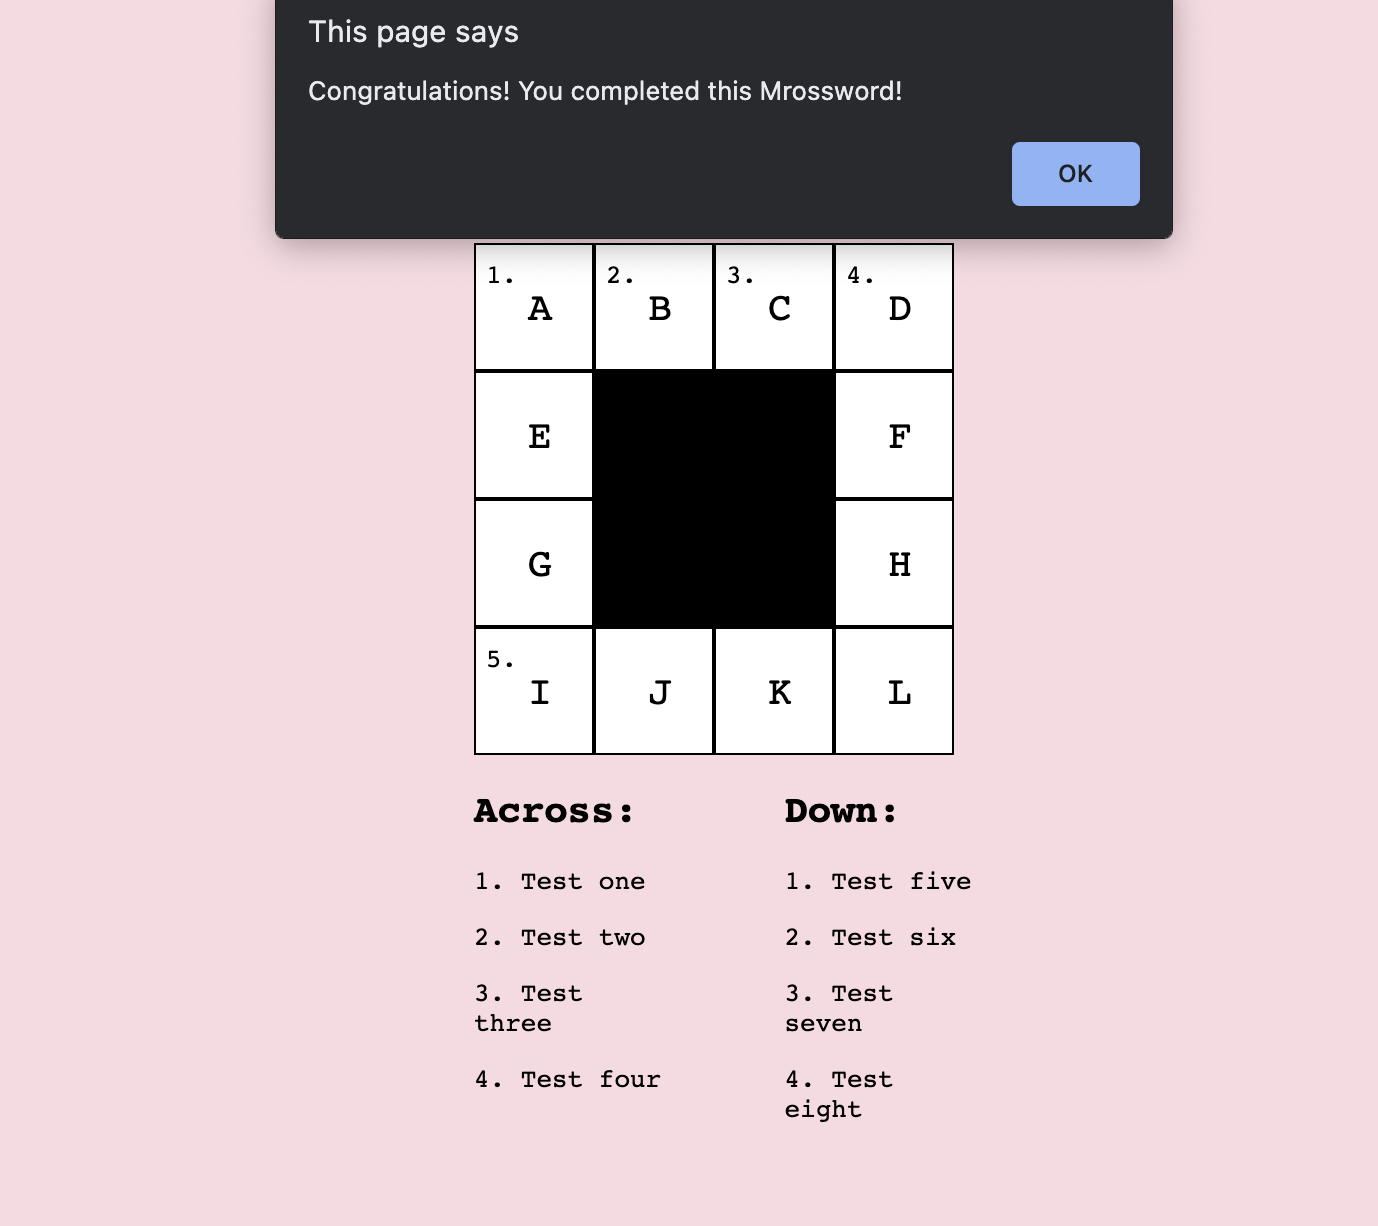 This page says
Congratulations! You completed this Mrossword!
OK
1. 2. 3. 4.
A B C D
E F
G H
5.
I J K L
Across:
1. Test one
2. Test two
3. Test
three
4. Test four
Down:
1. Test five
2. Test six
3. Test
seven
4. Test
eight